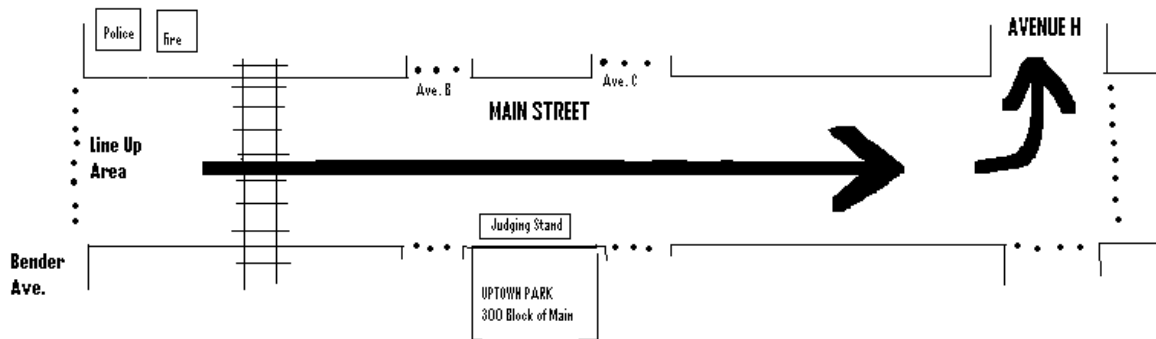 Police
Fire
AVENUE H
Ave. B
Ave. C
MAIN STREET
Line Up
Area
Judging Stand
Bender
Ave.
UPTOWN PARK
300 Block of Main